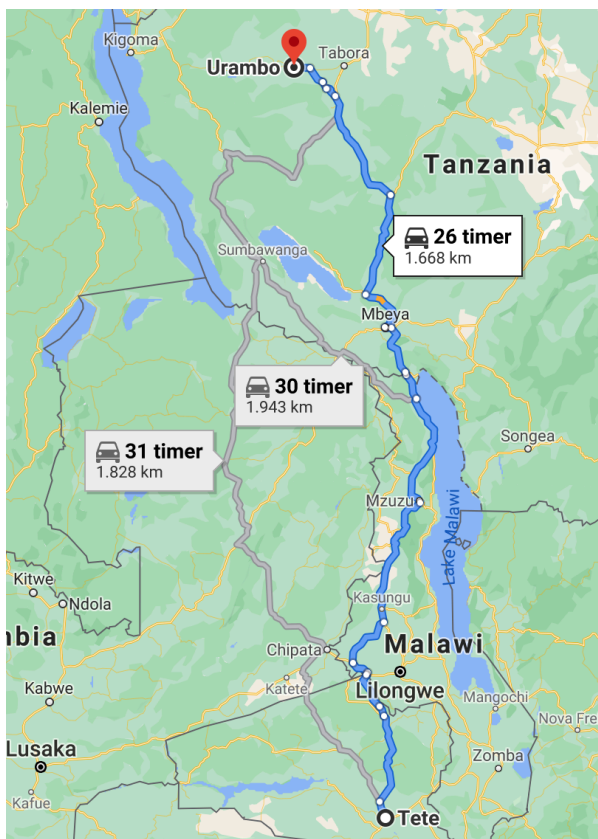 Kigoma
Tabora
Urambo
Kalemie
Tanzania
26 timer
1.668 km
Sumbawanga
Mbeya
30 timer
1.943 km
Songea
31 timer
1.828 km
Mzuzu
Lake Malawi
Kitwe
Ndola
Kasungu
nbia
Chipata
Malawi
Katete
Kabwe
Lilongwe
Mangochi
Nova Fre
Lusaka
Zomba
Kafue
Tete